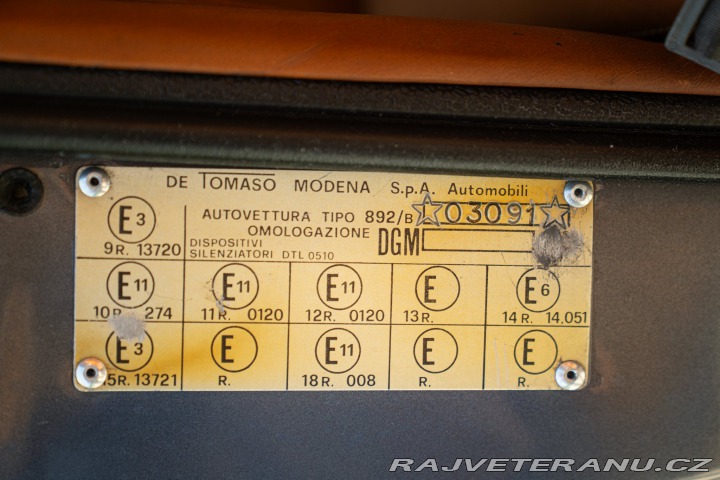 DE TOMASO MODENA S.p.A. Automobili
AUTOVETTURA TIPO 892/B ☆03091☆
OMOLOGAZIONE DGM
DISPOSITIVI
SILENZIATORI DTL 0510
E3
9R. 13720
E11 E11 E11 E E6
10R. 274 11R. 0120 12R. 0120 13R. 14R. 14.051
E3 E E11 E E
5R. 13721 R. 18R. 008 R. R.
RAJVETERANU.CZ